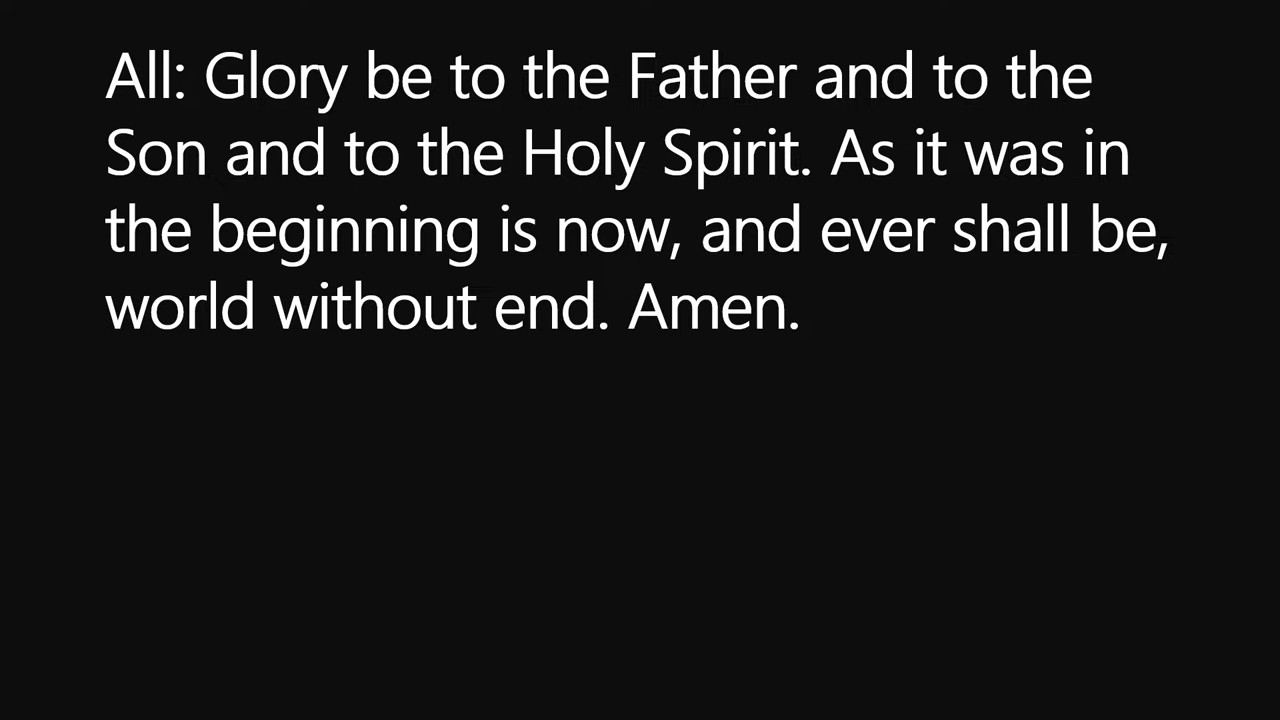 All: Glory be to the Father and to the
Son and to the Holy Spirit. As it was in
the beginning is now, and ever shall be,
world without end. Amen.